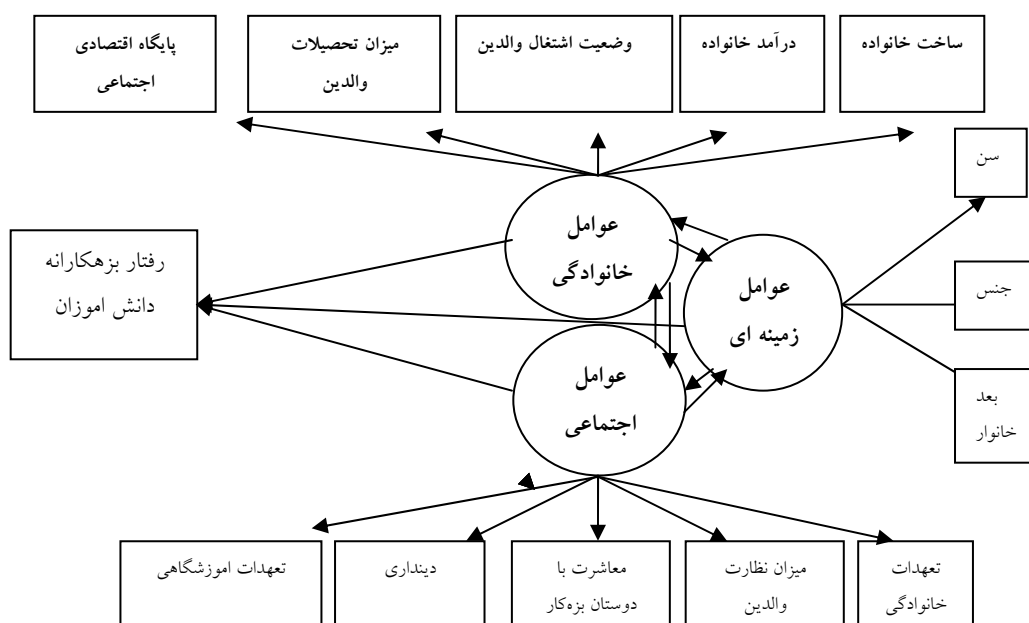 ساخت خانواده
درآمد خانواده
وضعیت اشتغال والدین
میزان تحصیلات
والدین
پایگاه اقتصادی
اجتماعی
سن
عوامل
خانوادگی
رفتار بزهکارانه
دانش اموزان
عوامل
زمینه ای
جنس
عوامل
اجتماعی
بعد
خانوار
تعهدات
خانوادگی
میزان نظارت
والدین
معاشرت با
دوستان بزه‌کار
دینداری
تعهدات اموزشگاهی